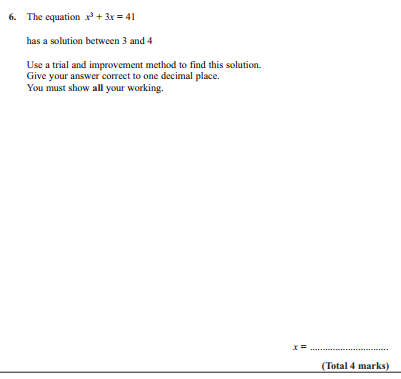 6. The equation x³ + 3x = 41
has a solution between 3 and 4
Use a trial and improvement method to find this solution.
Give your answer correct to one decimal place.
You must show all your working.
x = ................................
(Total 4 marks)